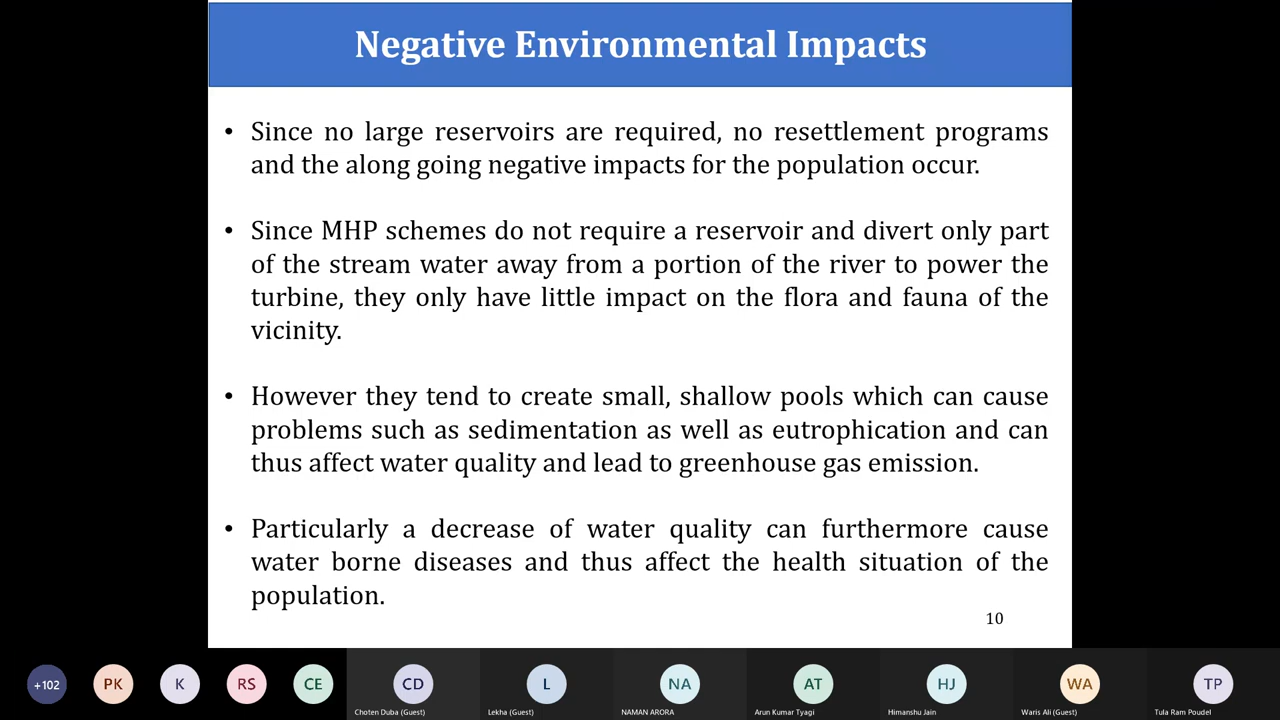 Negative Environmental Impacts
• Since no large reservoirs are required, no resettlement programs
and the along going negative impacts for the population occur.
• Since MHP schemes do not require a reservoir and divert only part
of the stream water away from a portion of the river to power the
turbine, they only have little impact on the flora and fauna of the
vicinity.
• However they tend to create small, shallow pools which can cause
problems such as sedimentation as well as eutrophication and can
thus affect water quality and lead to greenhouse gas emission.
• Particularly a decrease of water quality can furthermore cause
water borne diseases and thus affect the health situation of the
population.
10
+102 PK K RS CE CD L NA AT HJ WA TP
Choten Duba (Guest) Lekha (Guest) NAMAN ARORA Arun Kumar Tyagi Himanshu Jain Waris Ali (Guest) Tula Ram Poudel